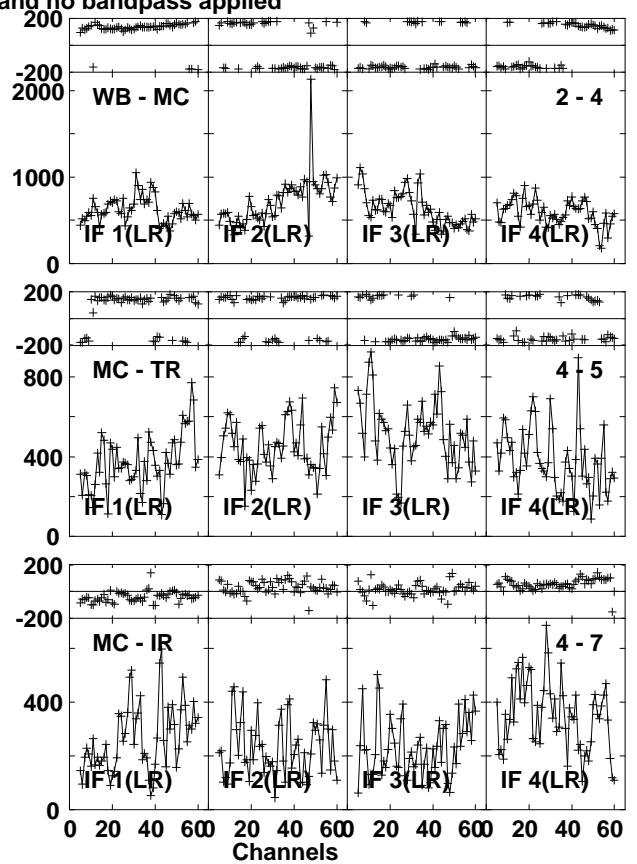 and no bandpass applied
200
-200
2000
WB - MC 2 - 4
1000
IF 1(LR) IF 2(LR) IF 3(LR) IF 4(LR)
0
200
-200
MC - TR 4 - 5
800
400
IF 1(LR) IF 2(LR) IF 3(LR) IF 4(LR)
0
200
-200
MC - IR 4 - 7
400
IF 1(LR) IF 2(LR) IF 3(LR) IF 4(LR)
0
0 20 40 60 0 20 40 60 0 20 40 60 0 20 40 60
Channels